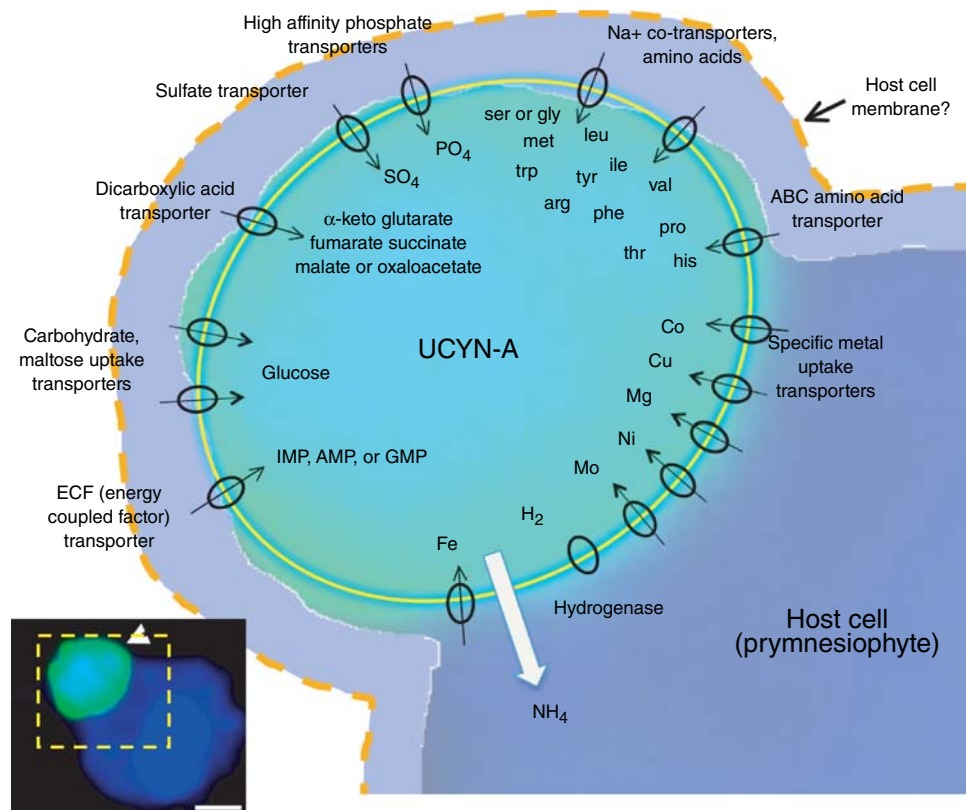 High affinity phosphate
transporters
Na+ co-transporters,
amino acids
Sulfate transporter
Host cell
membrane?
ser or gly
met
leu
PO4
SO4
trp
tyr
ile
val
Dicarboxylic acid
transporter
ABC amino acid
transporter
arg
phe
pro
α-keto glutarate
fumarate succinate
malate or oxaloacetate
thr
his
Carbohydrate,
maltose uptake
transporters
Glucose
UCYN-A
Co
Cu
Mg
Ni
Mo
Specific metal
uptake
transporters
IMP, AMP, or GMP
ECF (energy
coupled factor)
transporter
H2
Fe
Hydrogenase
Host cell
(prymnesiophyte)
NH4